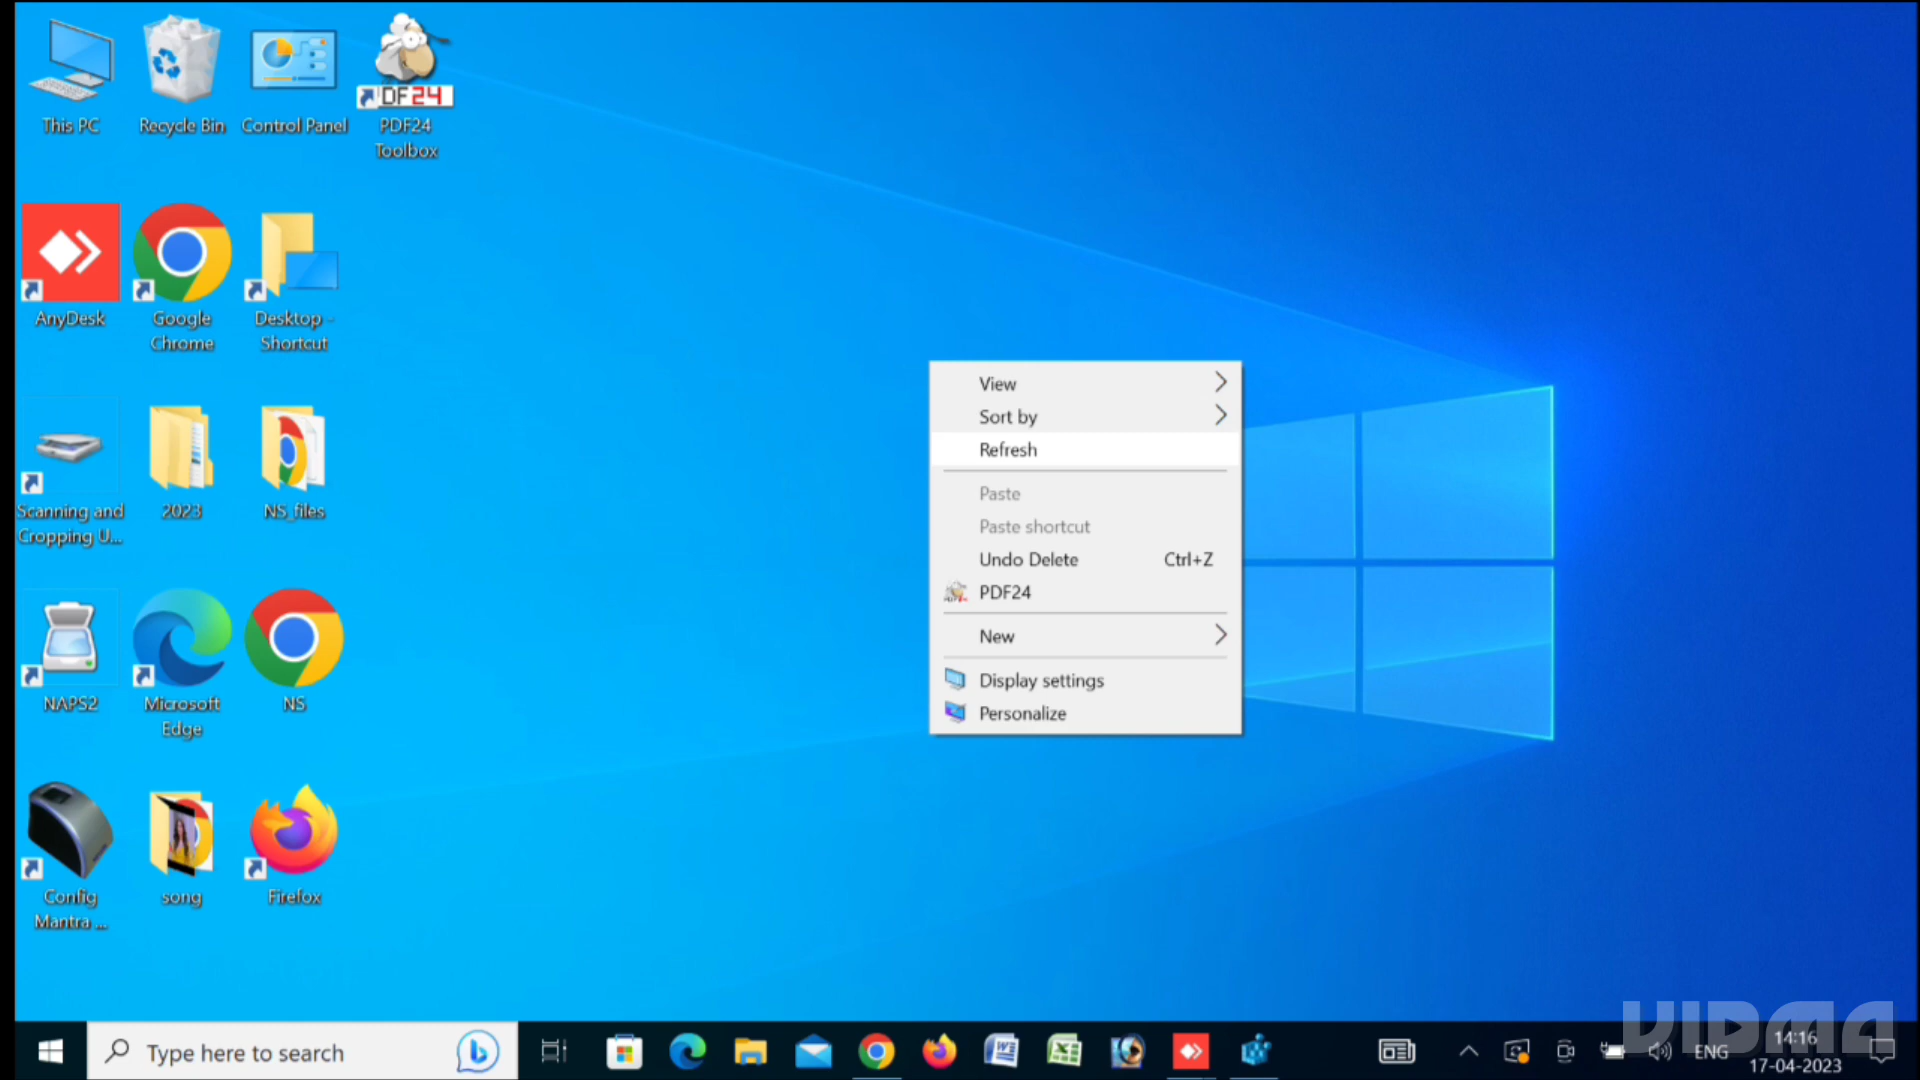 This PC
Recycle Bin
Control Panel
DF24
PDF24
Toolbox
AnyDesk
Google
Chrome
Desktop -
Shortcut
Scanning and
Cropping U...
2023
NS_files
NAPS2
Microsoft
Edge
NS
Config
Mantra ...
song
Firefox
View
Sort by
Refresh
Paste
Paste shortcut
Undo Delete Ctrl+Z
PDF24
New
Display settings
Personalize
Type here to search
ENG
14:16
17-04-2023
VIDMA